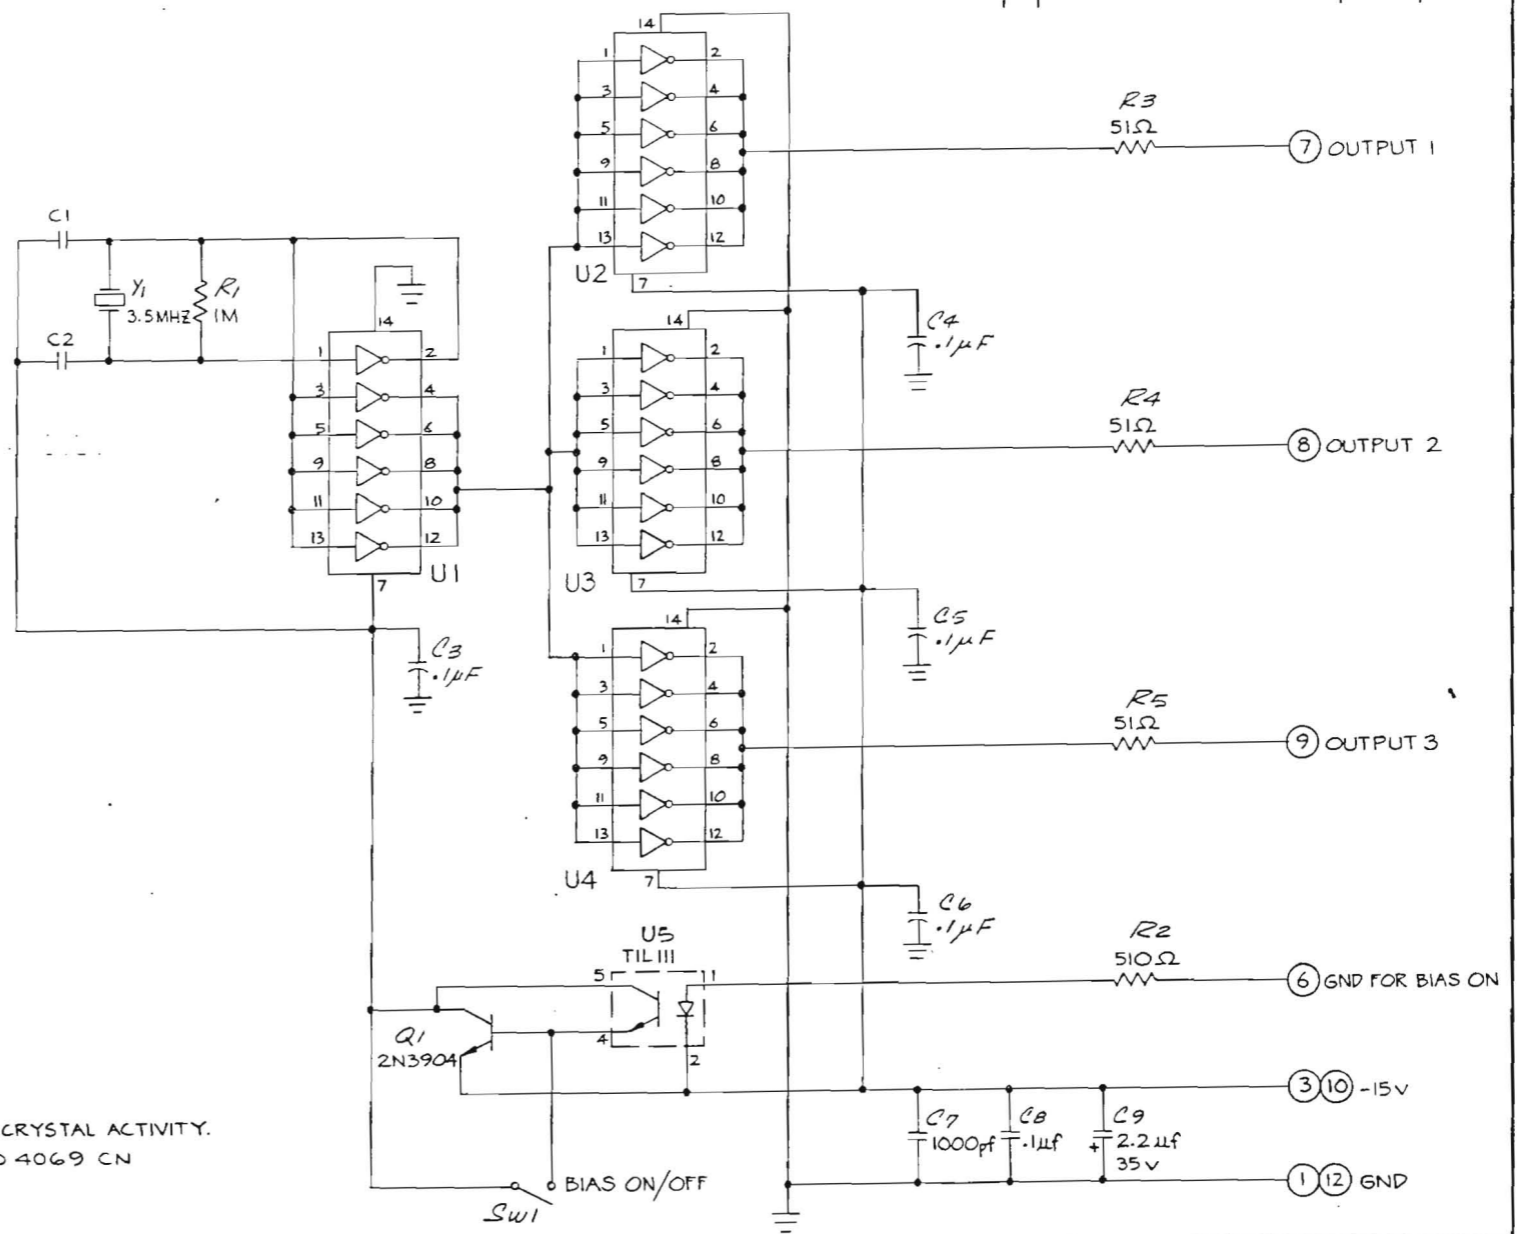 14
1 2
3 4
5 6
9 8
11 10
13 12
U2
7
R3
51Ω
7 OUTPUT 1
C1
Y1
3.5MHZ
R1
1M
C2
14
1 2
3 4
5 6
9 8
11 10
13 12
U1
7
C3
.1µF
14
1 2
3 4
5 6
9 8
11 10
13 12
U3
7
C4
.1µF
R4
51Ω
8 OUTPUT 2
14
1 2
3 4
5 6
9 8
11 10
13 12
U4
7
C5
.1µF
R5
51Ω
9 OUTPUT 3
C6
.1µF
U5
TIL111
5 1
4 2
R2
510Ω
6 GND FOR BIAS ON
Q1
2N3904
3 10 -15V
C7
1000pf
C8
.1µf
C9
+ 2.2µf
35V
1 12 GND
BIAS ON/OFF
SW1
CRYSTAL ACTIVITY.
4069 CN